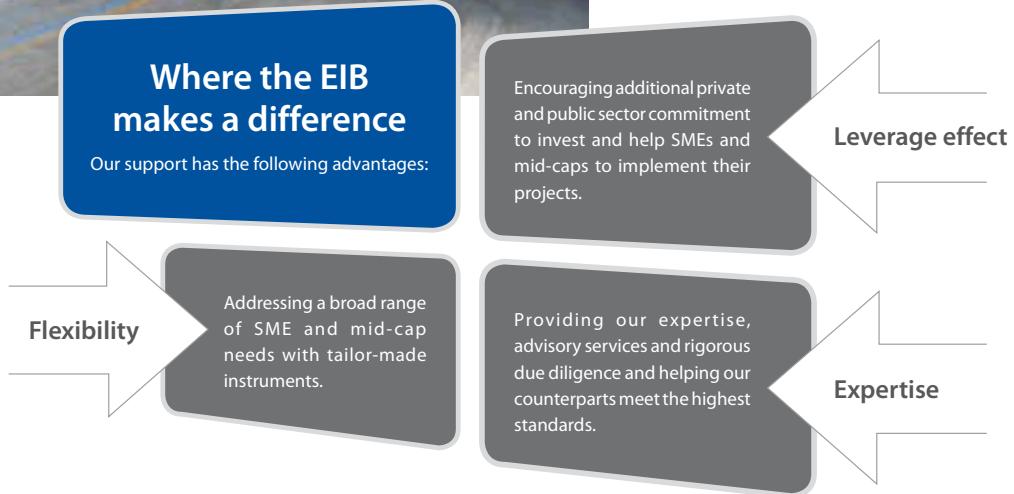 Where the EIB
makes a difference
Our support has the following advantages:
Encouraging additional private
and public sector commitment
to invest and help SMEs and
mid-caps to implement their
projects.
Leverage effect
Flexibility
Addressing a broad range
of SME and mid-cap
needs with tailor-made
instruments.
Providing our expertise,
advisory services and rigorous
due diligence and helping our
counterparts meet the highest
standards.
Expertise